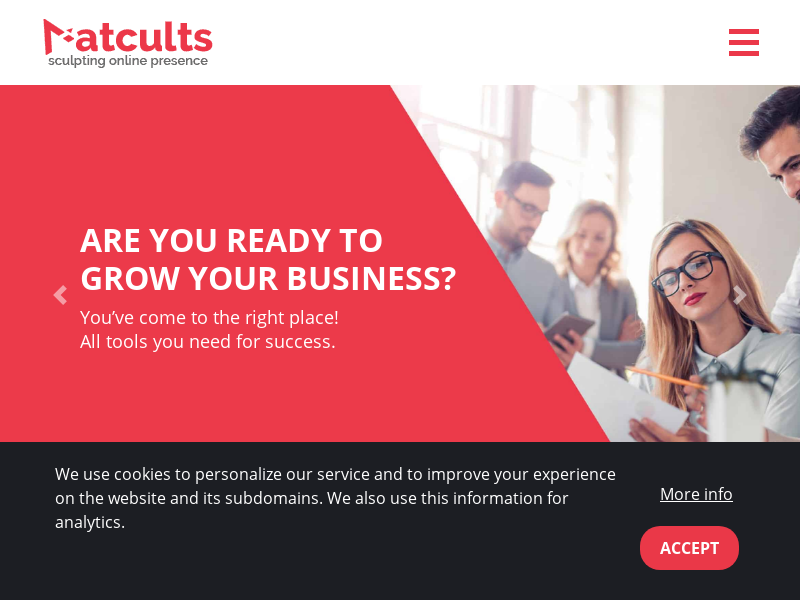 Matcults
sculpting online presence
ARE YOU READY TO
GROW YOUR BUSINESS?
You’ve come to the right place!
All tools you need for success.
We use cookies to personalize our service and to improve your experience
on the website and its subdomains. We also use this information for
analytics.
More info
ACCEPT